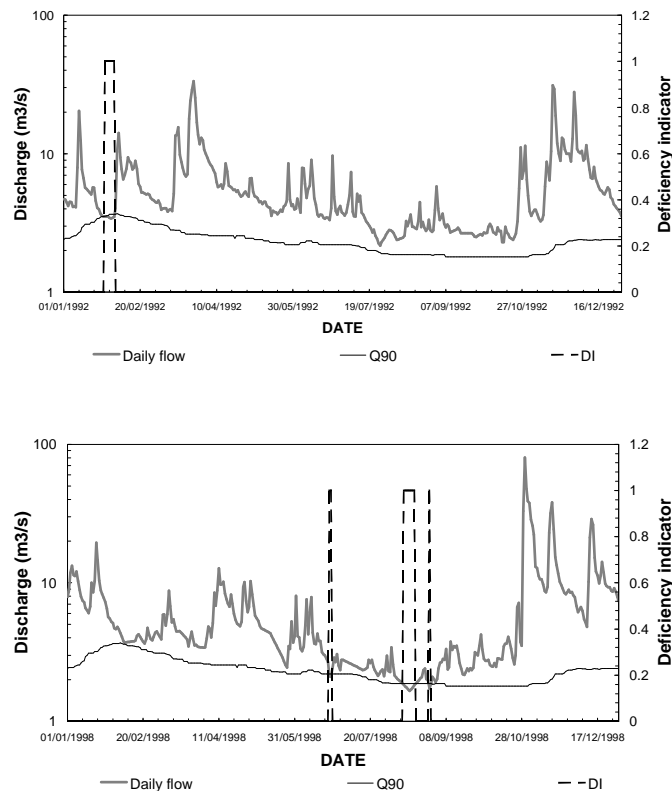 100
10
1
Discharge (m3/s)
1.2
1
0.8
0.6
0.4
0.2
0
Deficiency indicator
01/01/1992 20/02/1992 10/04/1992 30/05/1992 19/07/1992 07/09/1992 27/10/1992 16/12/1992
DATE
Daily flow Q90 DI
100
10
1
Discharge (m3/s)
1.2
1
0.8
0.6
0.4
0.2
0
Deficiency indicator
01/01/1998 20/02/1998 11/04/1998 31/05/1998 20/07/1998 08/09/1998 28/10/1998 17/12/1998
DATE
Daily flow Q90 DI